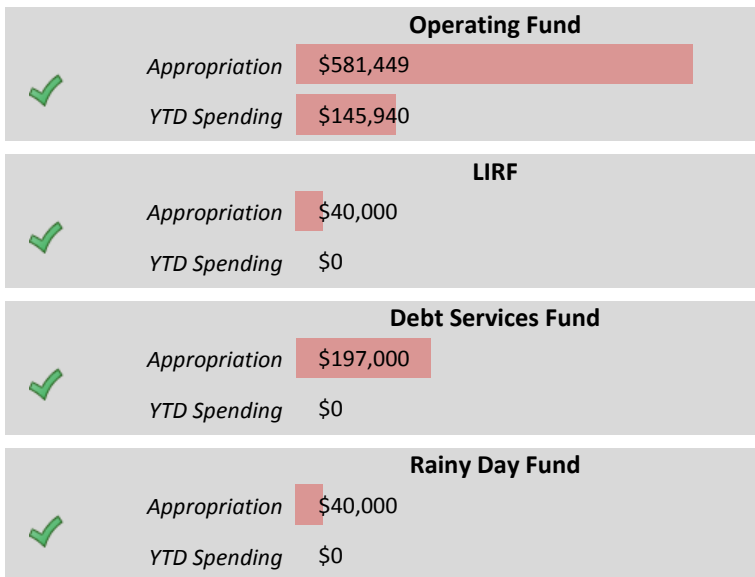 Operating Fund
Appropriation $581,449
YTD Spending $145,940
LIRF
Appropriation $40,000
YTD Spending $0
Debt Services Fund
Appropriation $197,000
YTD Spending $0
Rainy Day Fund
Appropriation $40,000
YTD Spending $0